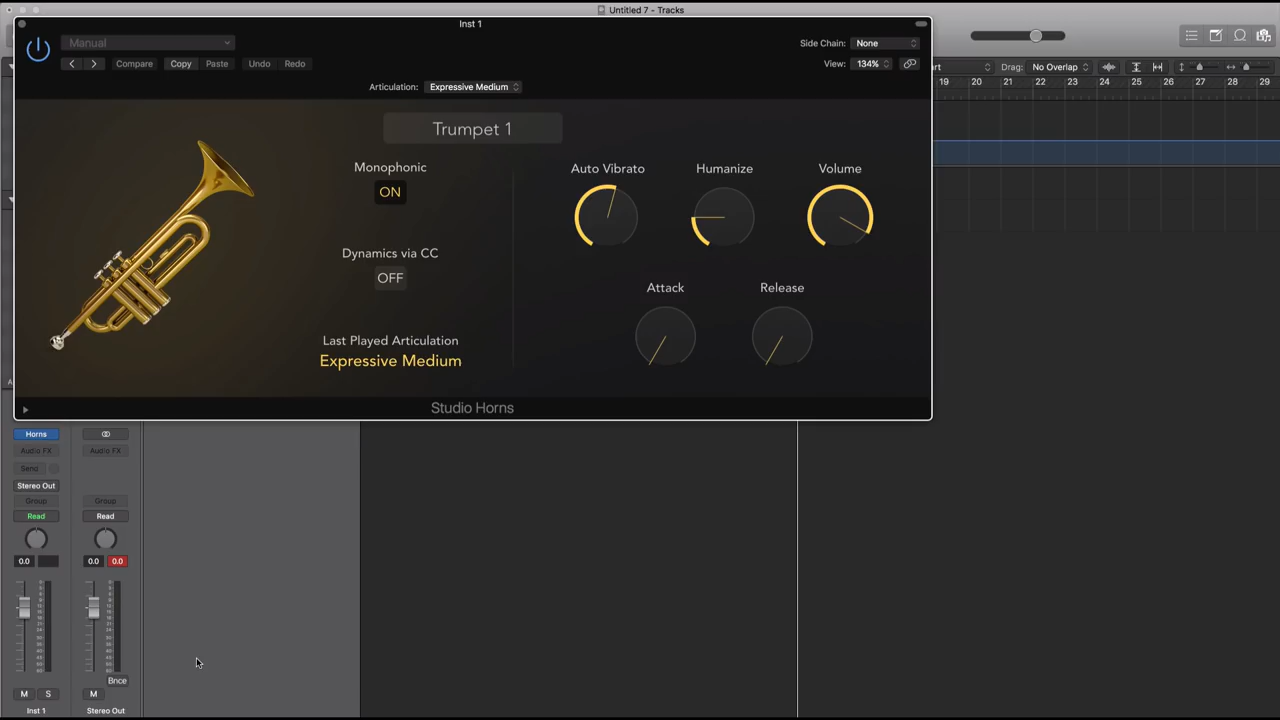 Untitled 7 - Tracks
Inst 1
Manual
Side Chain: None
Compare Copy Paste Undo Redo
View: 134%
Articulation: Expressive Medium
Drag: No Overlap
19 20 21 22 23 24 25 26 27 28 29
Trumpet 1
Monophonic
ON
Auto Vibrato Humanize Volume
Dynamics via CC
OFF
Attack Release
Last Played Articulation
Expressive Medium
Studio Horns
Horns
Audio FX Audio FX
Send
Stereo Out
Group Group
Read Read
0.0 0.0 0.0
Bnce
M S M
Inst 1 Stereo Out